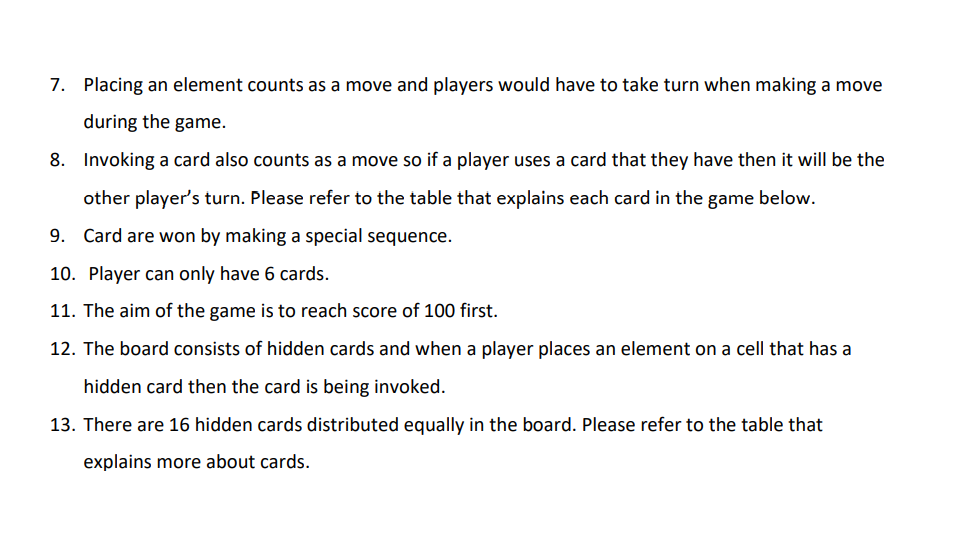 7. Placing an element counts as a move and players would have to take turn when making a move
during the game.
8. Invoking a card also counts as a move so if a player uses a card that they have then it will be the
other player’s turn. Please refer to the table that explains each card in the game below.
9. Card are won by making a special sequence.
10. Player can only have 6 cards.
11. The aim of the game is to reach score of 100 first.
12. The board consists of hidden cards and when a player places an element on a cell that has a
hidden card then the card is being invoked.
13. There are 16 hidden cards distributed equally in the board. Please refer to the table that
explains more about cards.